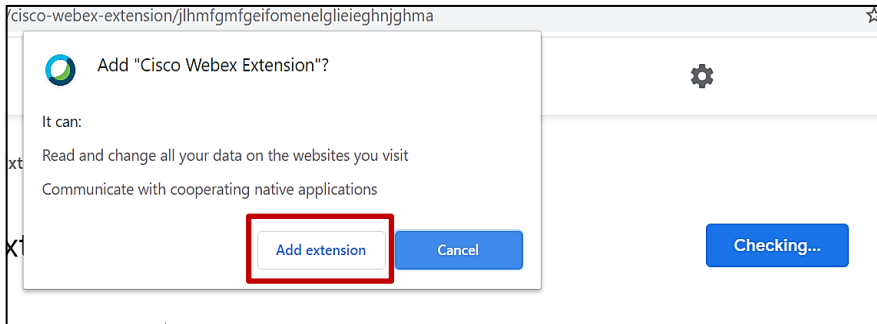 /cisco-webex-extension/jlhmfgmfgeifomenelglieieghnjghma
Add "Cisco Webex Extension"?
It can:
Read and change all your data on the websites you visit
Communicate with cooperating native applications
Add extension
Cancel
Checking...